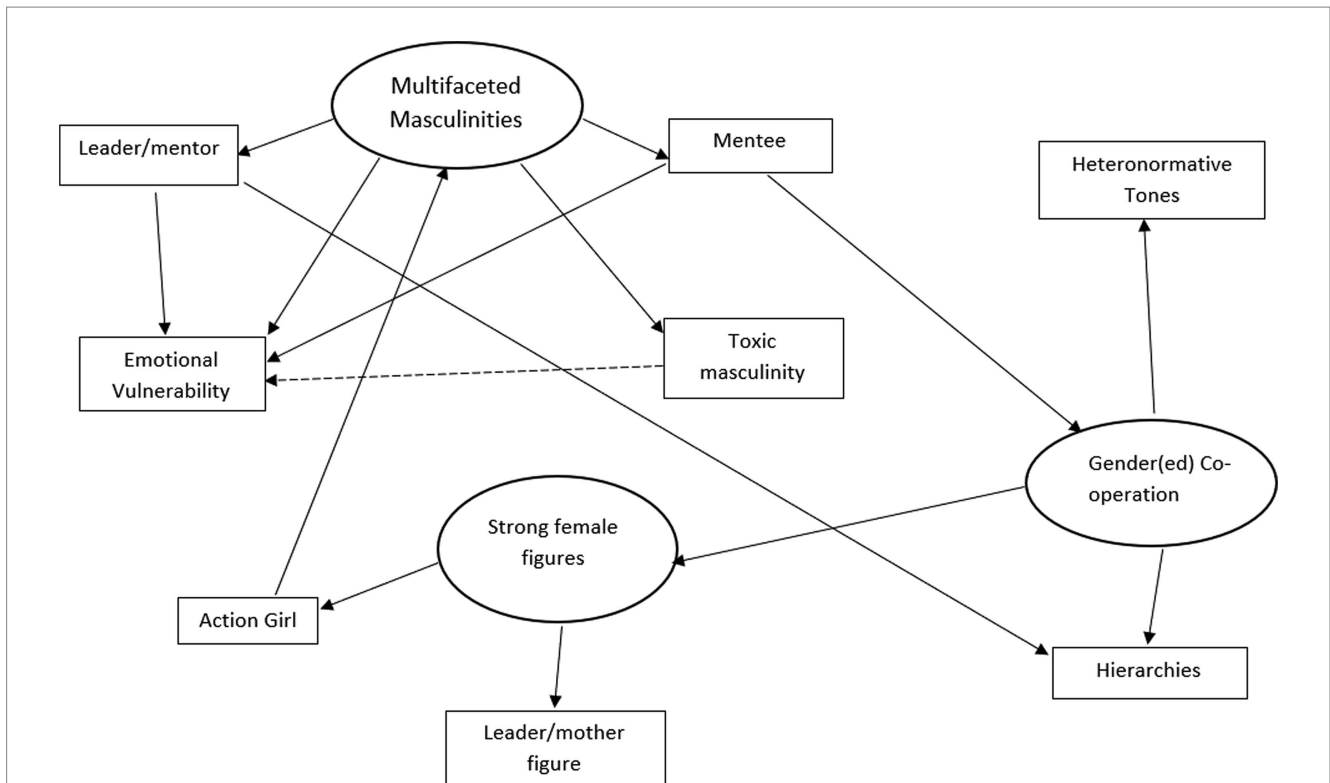 Multifaceted
Masculinities
Leader/mentor
Mentee
Heteronormative
Tones
Emotional
Vulnerability
Toxic
masculinity
Gender(ed) Co-
operation
Strong female
figures
Action Girl
Hierarchies
Leader/mother
figure